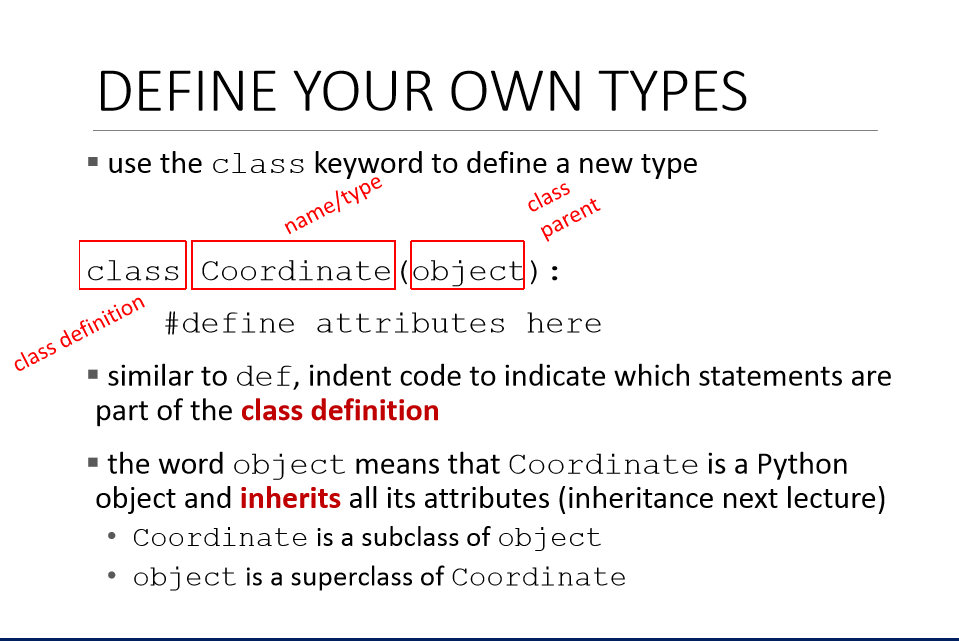 DEFINE YOUR OWN TYPES
▪ use the class keyword to define a new type
name/type
class
parent
class Coordinate(object):
class definition
#define attributes here
▪ similar to def, indent code to indicate which statements are
part of the class definition
▪ the word object means that Coordinate is a Python
object and inherits all its attributes (inheritance next lecture)
• Coordinate is a subclass of object
• object is a superclass of Coordinate